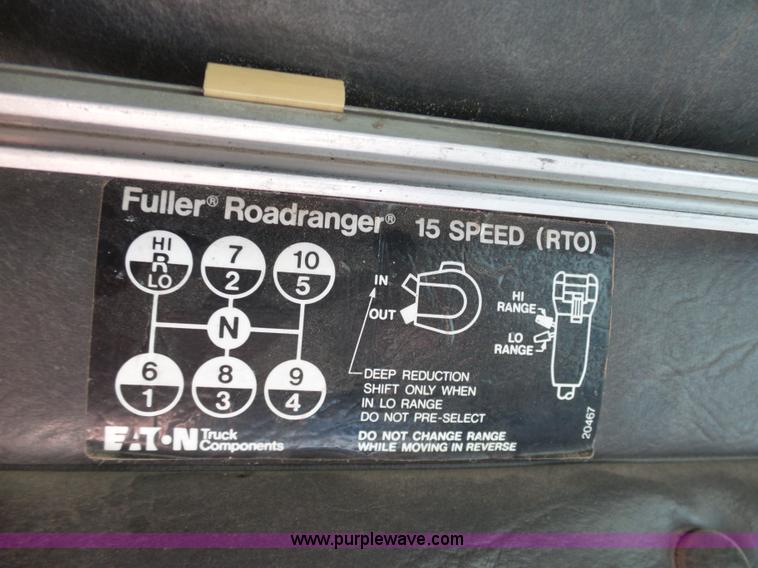 Fuller® Roadranger® 15 SPEED (RTO)
HI
R
LO
7
2
10
5
N
6
1
8
3
9
4
IN
OUT
DEEP REDUCTION
SHIFT ONLY WHEN
IN LO RANGE
DO NOT PRE-SELECT
DO NOT CHANGE RANGE
WHILE MOVING IN REVERSE
HI
RANGE
LO
RANGE
20467
EATON Truck
Components
www.purplewave.com